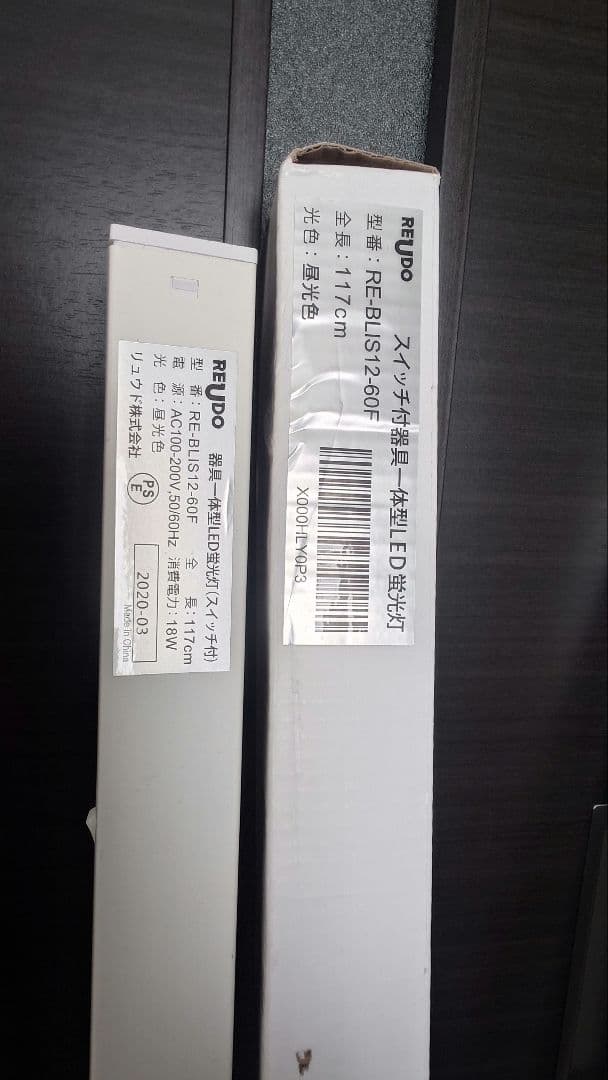 REUDO
スイッチ付器具一体型LED蛍光灯
型番：RE-BLIS12-60F
全長：117cm
光色：昼光色
X000HLY0P3
REUDO 器具一体型LED蛍光灯(スイッチ付)
型 番：RE-BLIS12-60F 全 長：117cm
電 源：AC100-200V,50/60Hz 消費電力：18W
光 色：昼光色
リュウド株式会社
PS
E
2020-03
Made in China